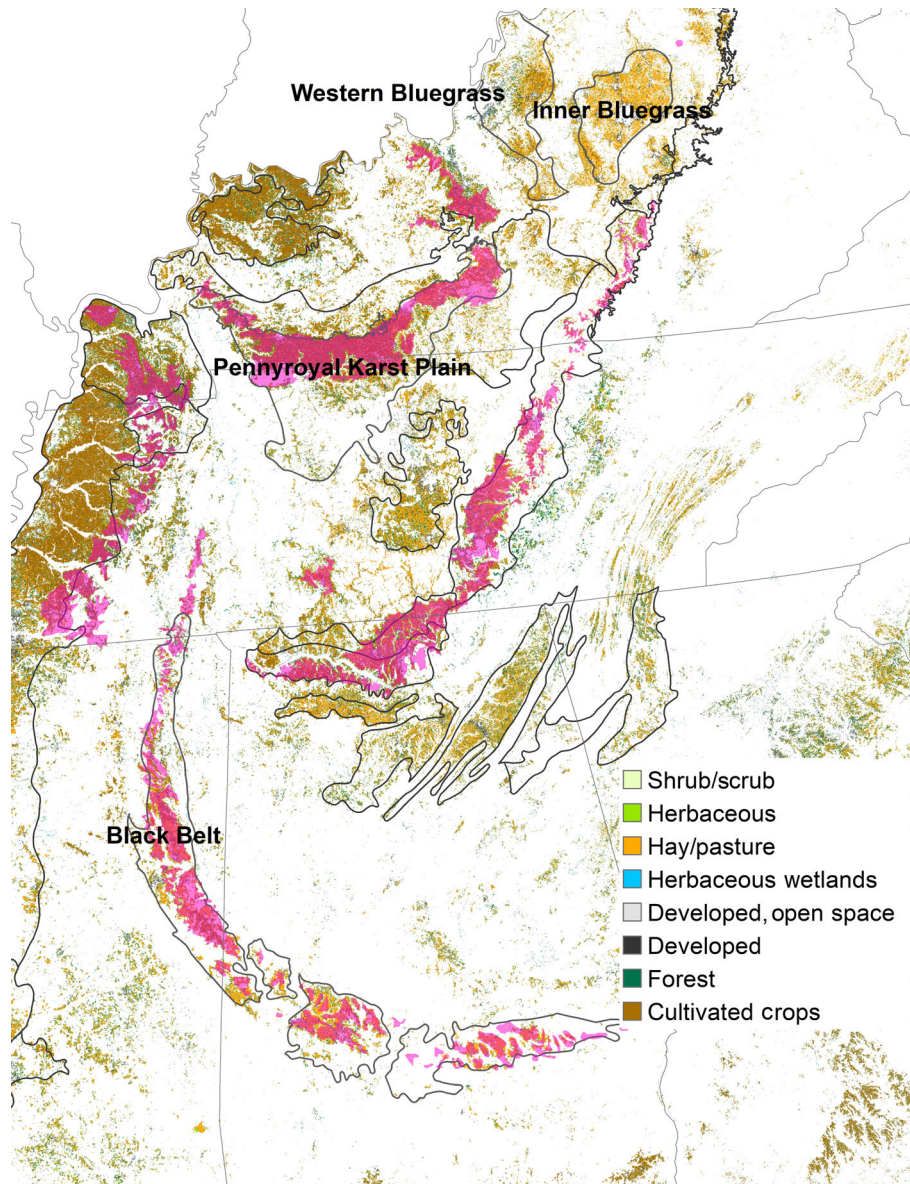 Western Bluegrass
Inner Bluegrass
Pennyroyal Karst Plain
Black Belt
Shrub/scrub
Herbaceous
Hay/pasture
Herbaceous wetlands
Developed, open space
Developed
Forest
Cultivated crops